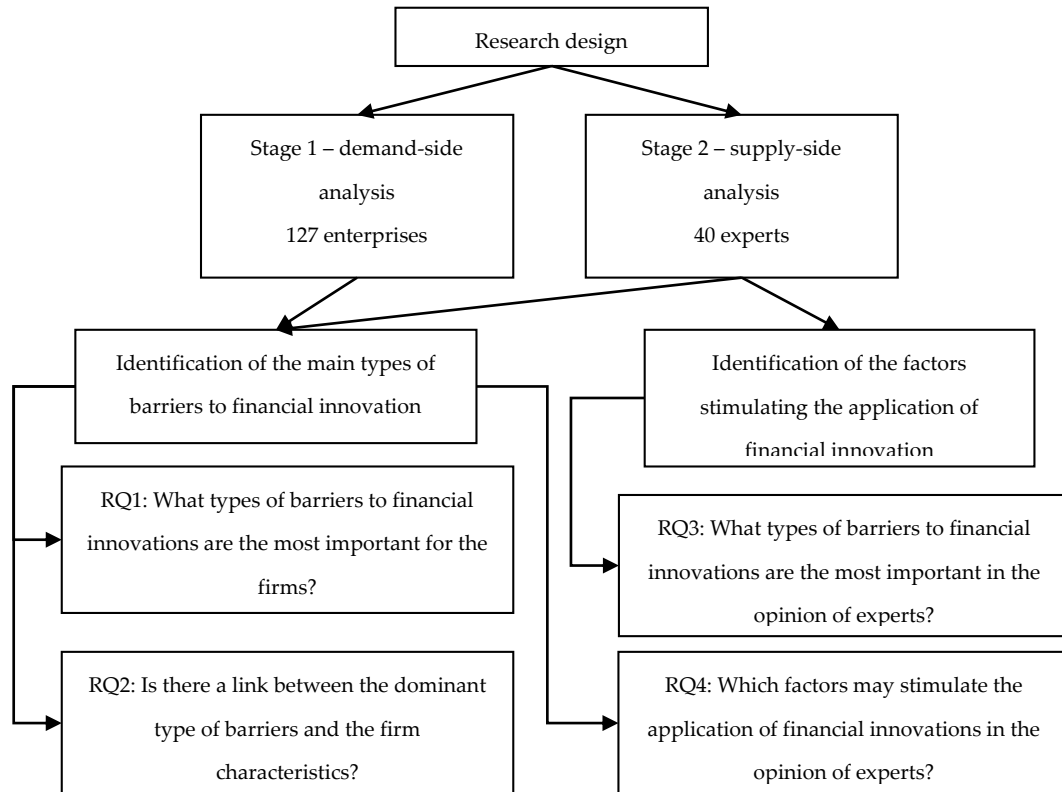 Research design
Stage 1 – demand-side
analysis
127 enterprises
Stage 2 – supply-side
analysis
40 experts
Identification of the main types of
barriers to financial innovation
Identification of the factors
stimulating the application of
financial innovation
RQ1: What types of barriers to financial
innovations are the most important for the
firms?
RQ3: What types of barriers to financial
innovations are the most important in the
opinion of experts?
RQ2: Is there a link between the dominant
type of barriers and the firm
characteristics?
RQ4: Which factors may stimulate the
application of financial innovations in the
opinion of experts?